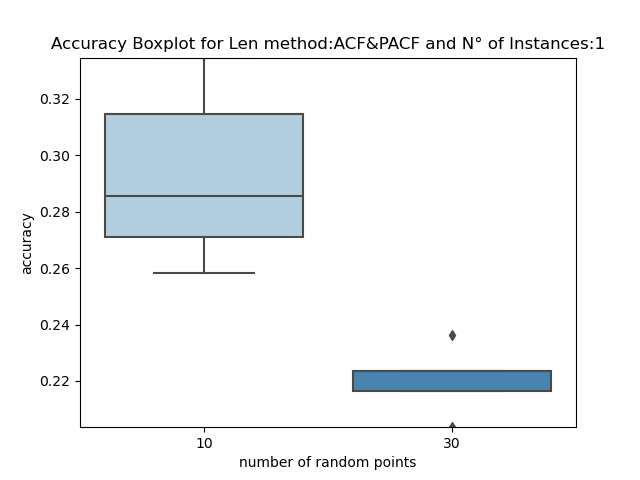 Accuracy Boxplot for Len method:ACF&PACF and N° of Instances:1
0.32
0.30
0.28
0.26
0.24
0.22
accuracy
10 30
number of random points